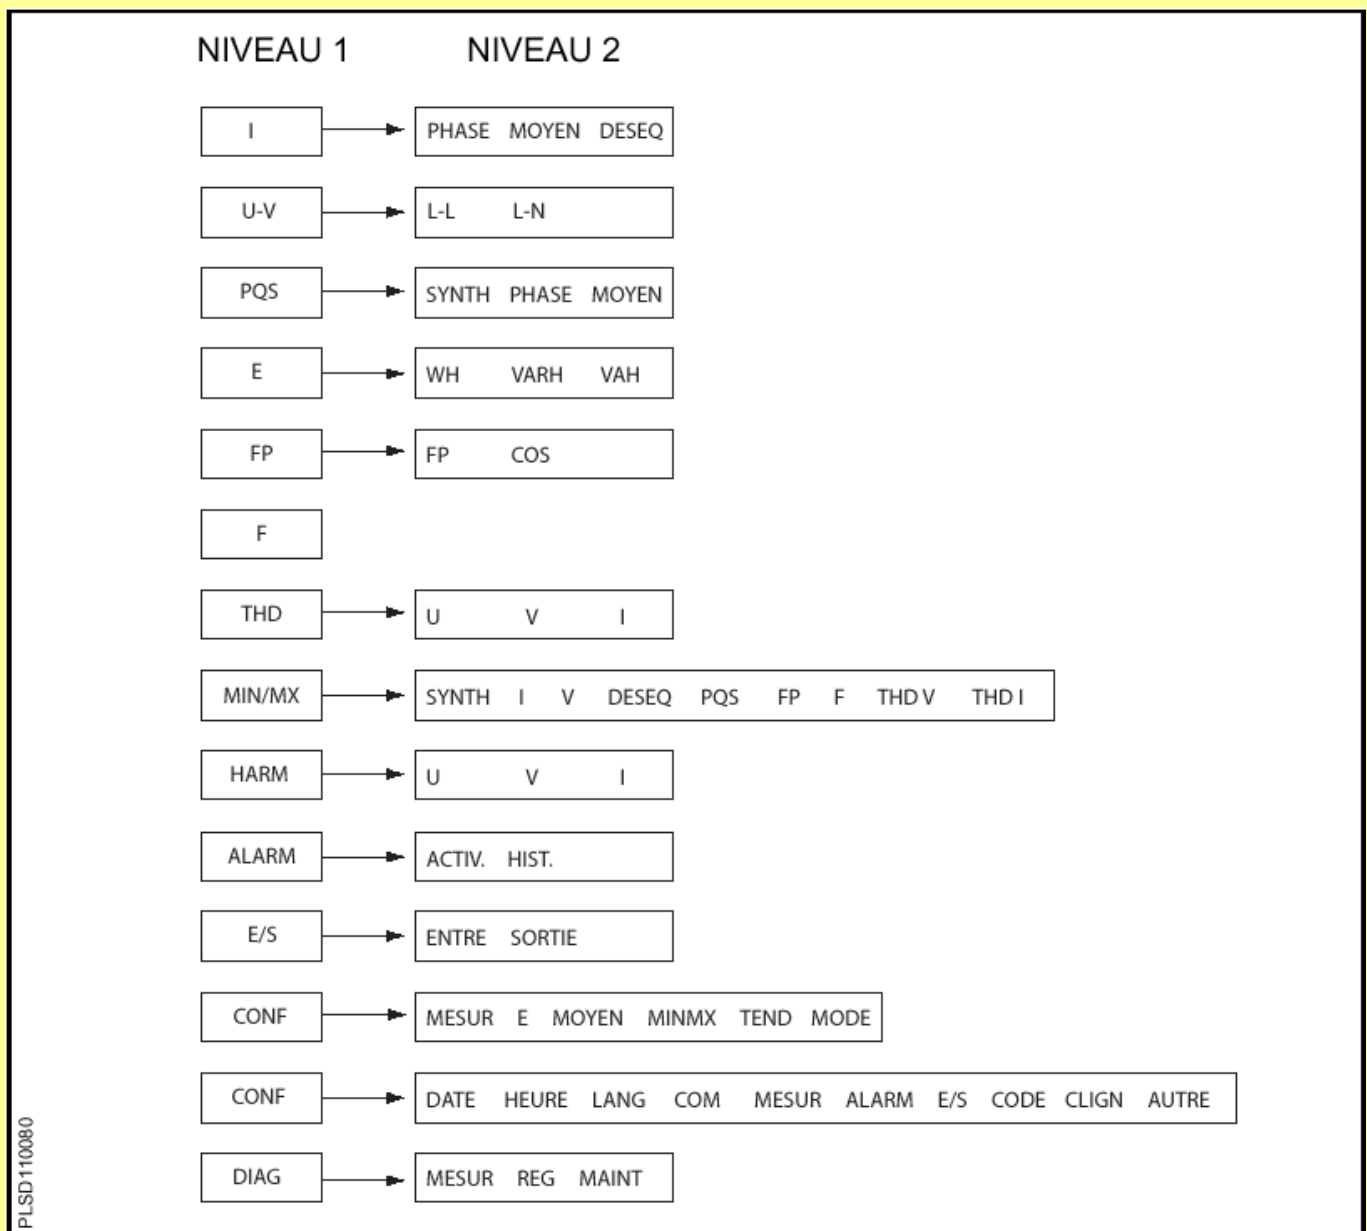 NIVEAU 1 NIVEAU 2
I PHASE MOYEN DESEQ
U-V L-L L-N
PQS SYNTH PHASE MOYEN
E WH VARH VAH
FP FP COS
F
THD U V I
MIN/MX SYNTH I V DESEQ PQS FP F THD V THD I
HARM U V I
ALARM ACTIV. HIST.
E/S ENTRE SORTIE
CONF MESUR E MOYEN MINMX TEND MODE
CONF DATE HEURE LANG COM MESUR ALARM E/S CODE CLIGN AUTRE
DIAG MESUR REG MAINT
PLSD110080